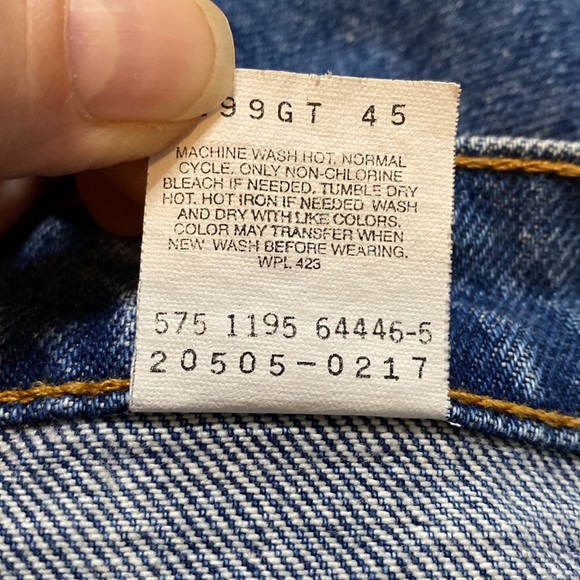 99GT 45
MACHINE WASH HOT, NORMAL
CYCLE, ONLY NON-CHLORINE
BLEACH IF NEEDED, TUMBLE DRY
HOT. HOT IRON IF NEEDED. WASH
AND DRY WITH LIKE COLORS.
COLOR MAY TRANSFER WHEN
NEW. WASH BEFORE WEARING.
WPL 423
575 1195 64446-5
20505-0217